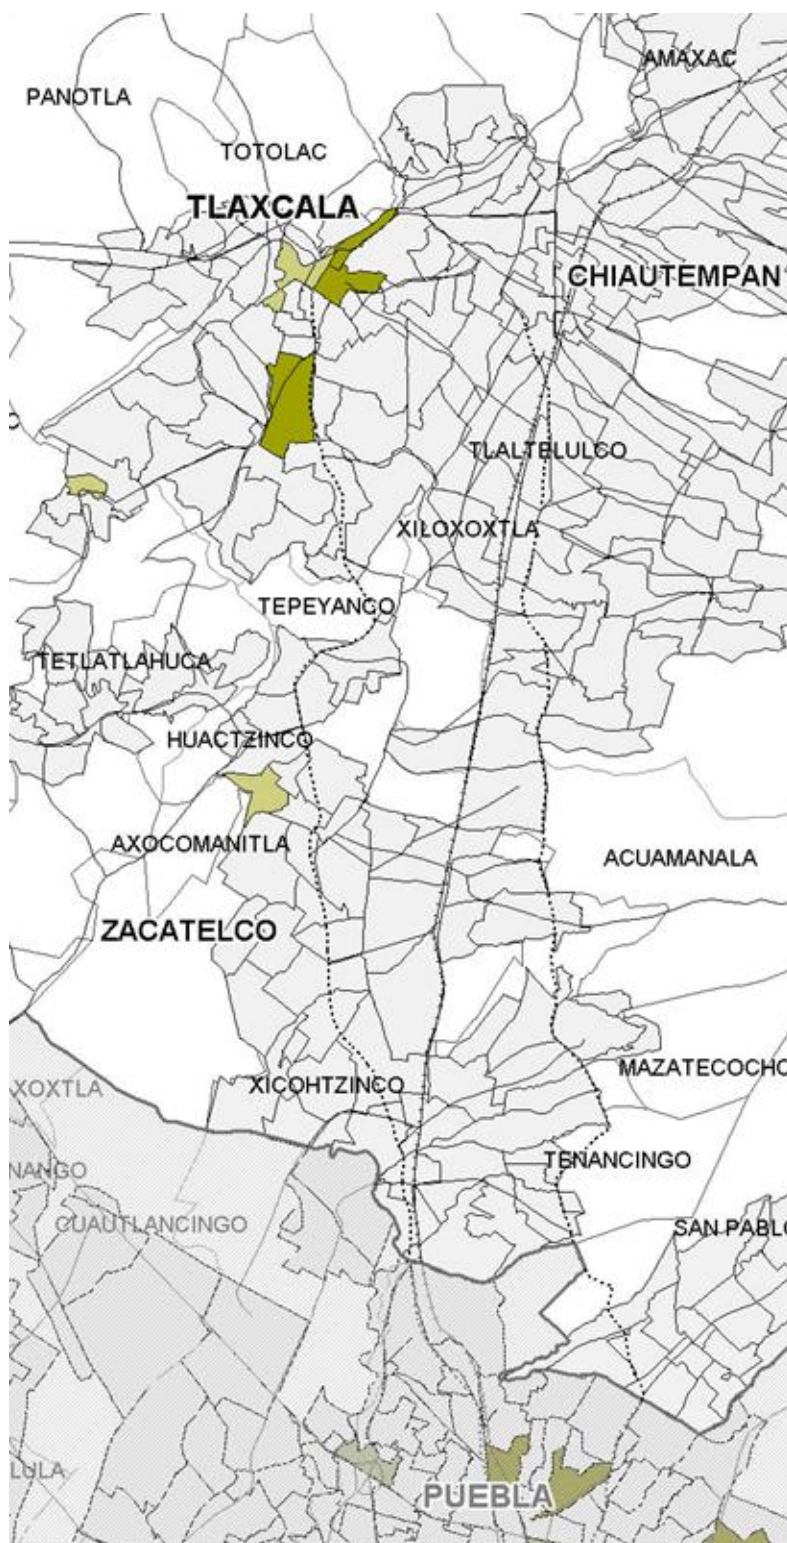 AMAXAC
PANOTLA
TOTOLAC
TLAXCALA
CHIAUTEMPAN
TLALTELULCO
XILOXOXTLA
TEPEYANCO
TETLATLAHUCA
HUACTZINCO
AXOCOMANITLA
ACUAMANALA
ZACATELCO
MAZATECOCHO
XOXTLA
XICOHTZINCO
TENANCINGO
NANGO
CUAUTLANCINGO
SAN PABLO
LULA
PUEBLA